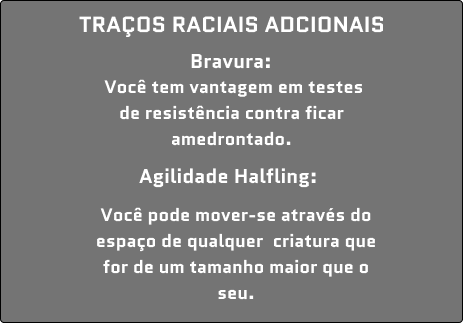 TRAÇOS RACIAIS ADCIONAIS
Bravura:
Você tem vantagem em testes
de resistência contra ficar
amedrontado.
Agilidade Halfling:
Você pode mover-se através do
espaço de qualquer criatura que
for de um tamanho maior que o
seu.